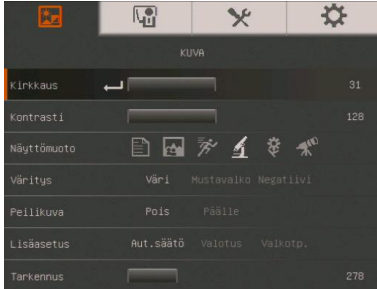 KUVA
Kirkkaus 31
Kontrasti 128
Näyttömuoto
Väritys Väri Mustavalko Negatiivi
Peilikuva Pois Päälle
Lisäasetus Aut.säätö Valotus Valkotp.
Tarkennus 278